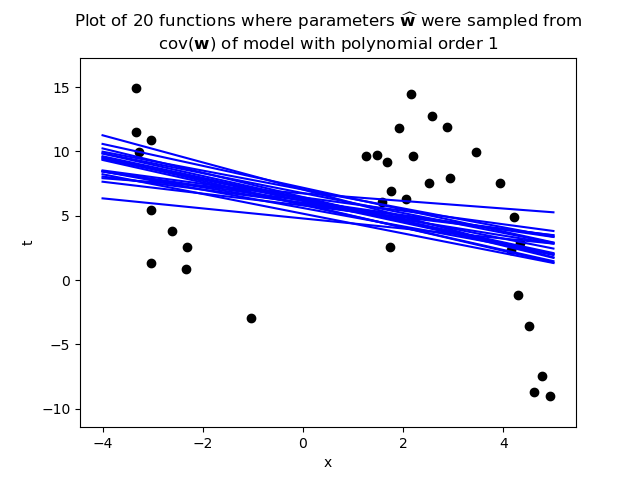 Plot of 20 functions where parameters ŵ were sampled from
cov(w) of model with polynomial order 1
15
10
5
0
−5
−10
t
−4 −2 0 2 4
x